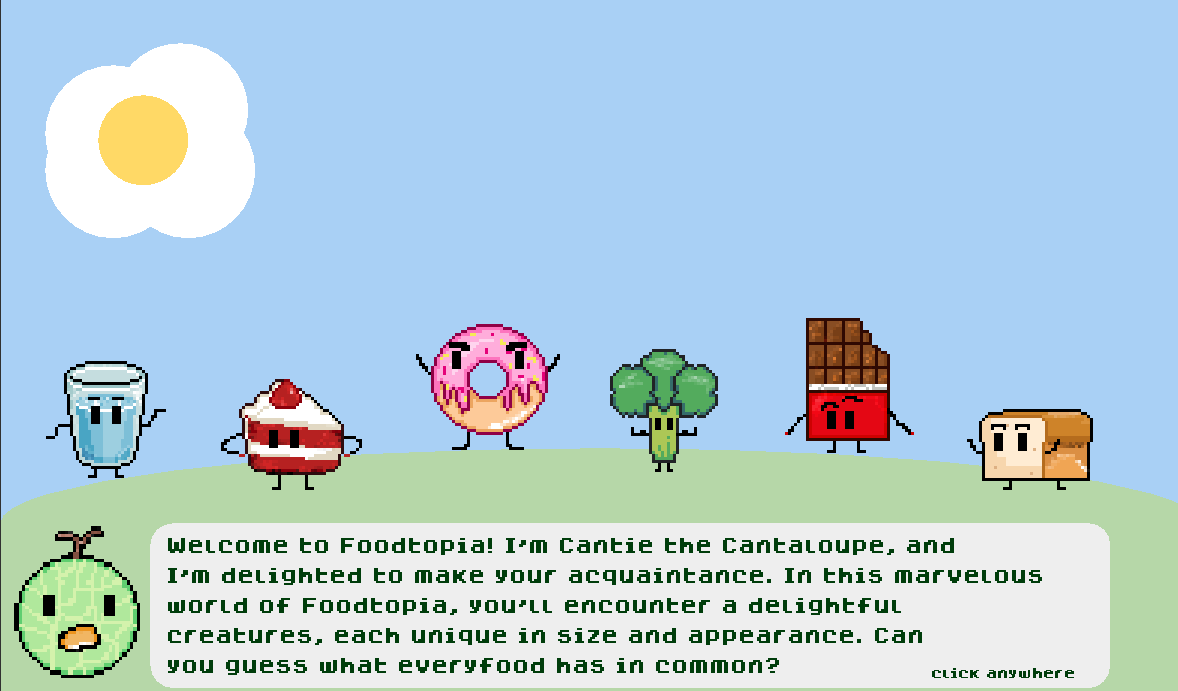 Welcome to Foodtopia! I'm Cantie the Cantaloupe, and
I'm delighted to make your acquaintance. In this marvelous
world of Foodtopia, you'll encounter a delightful
creatures, each unique in size and appearance. Can
you guess what everyfood has in common?
click anywhere